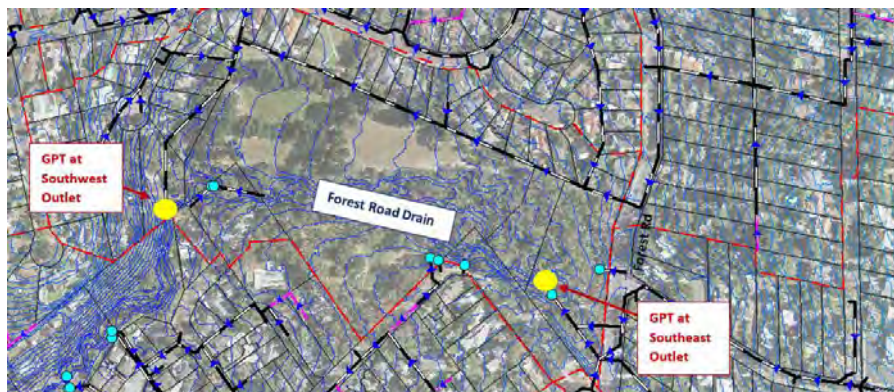 GPT at
Southwest
Outlet
Forest Road Drain
Forest Rd
GPT at
Southeast
Outlet